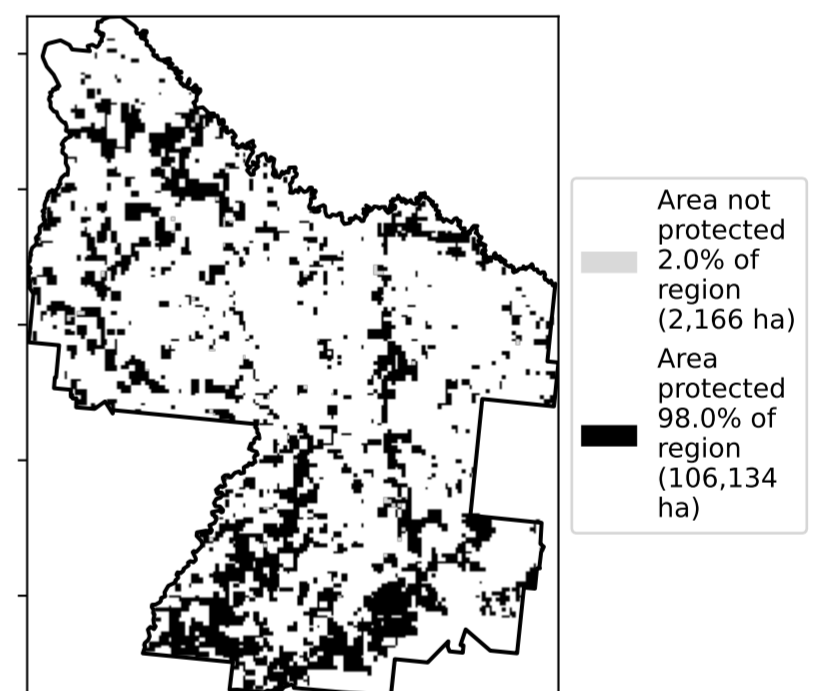 Area not
protected
2.0% of
region
(2,166 ha)
Area
protected
98.0% of
region
(106,134
ha)